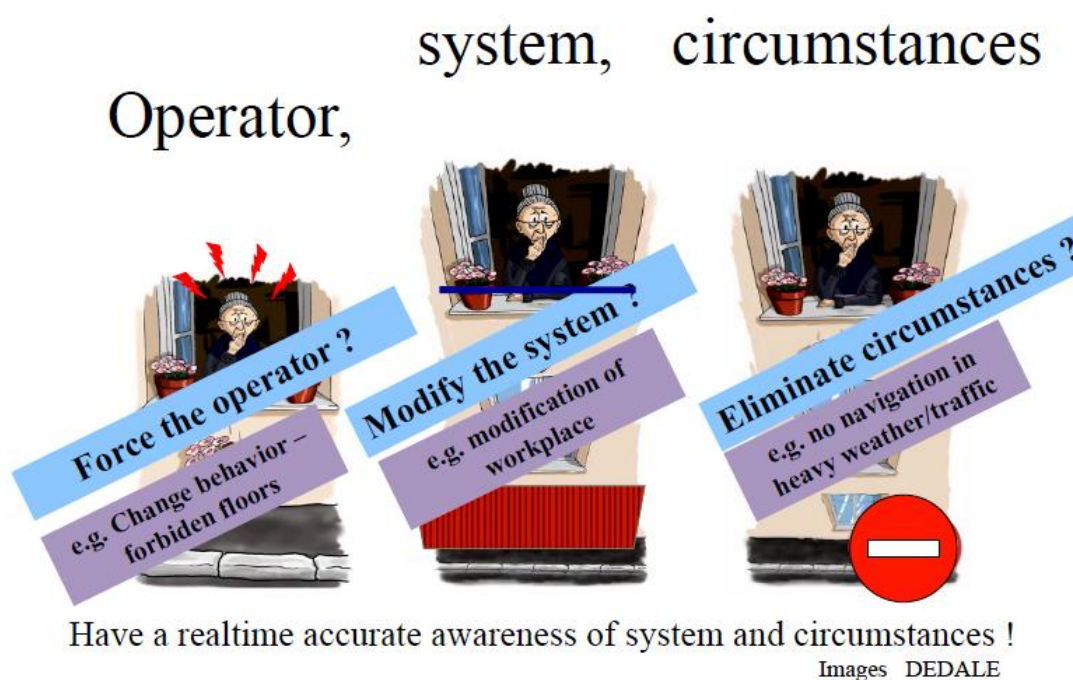 system, circumstances
Operator,
Force the operator ?
e.g. Change behavior –
forbiden floors
Modify the system ?
e.g. modification of
workplace
Eliminate circumstances ?
e.g. no navigation in
heavy weather/traffic
Have a realtime accurate awareness of system and circumstances !
Images DEDALE